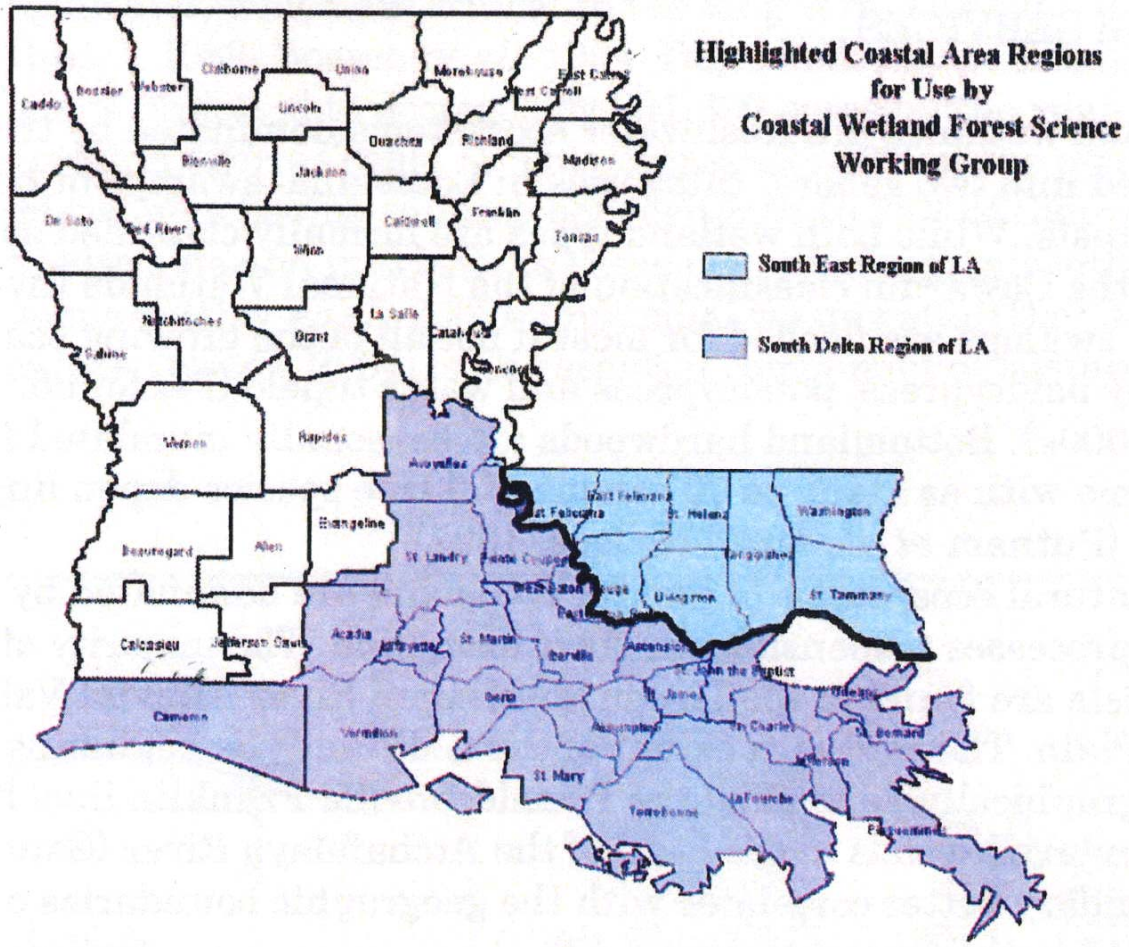 Highlighted Coastal Area Regions
for Use by
Coastal Wetland Forest Science
Working Group
South East Region of LA
South Delta Region of LA
Caddo
Bossier
Webster
Claiborne
Union
Morehouse
East Carroll
West Carroll
Lincoln
Ouachita
Richland
Madison
Bienville
Jackson
De Soto
Red River
Caldwell
Franklin
Tensas
Winn
Natchitoches
La Salle
Catahoula
Sabine
Grant
Vernon
Rapides
Avoyelles
East Feliciana
St. Helena
Washington
Evangeline
Beauregard
Allen
St. Landry
Pointe Coupee
Tangipahoa
Livingston
St. Tammany
Calcasieu
Jefferson Davis
Acadia
Lafayette
St. Martin
Iberville
Ascension
St. John the Baptist
Cameron
Vermilion
Iberia
St. James
Assumption
St. Charles
Orleans
St. Bernard
Jefferson
St. Mary
Terrebonne
LaFourche
Plaquemines